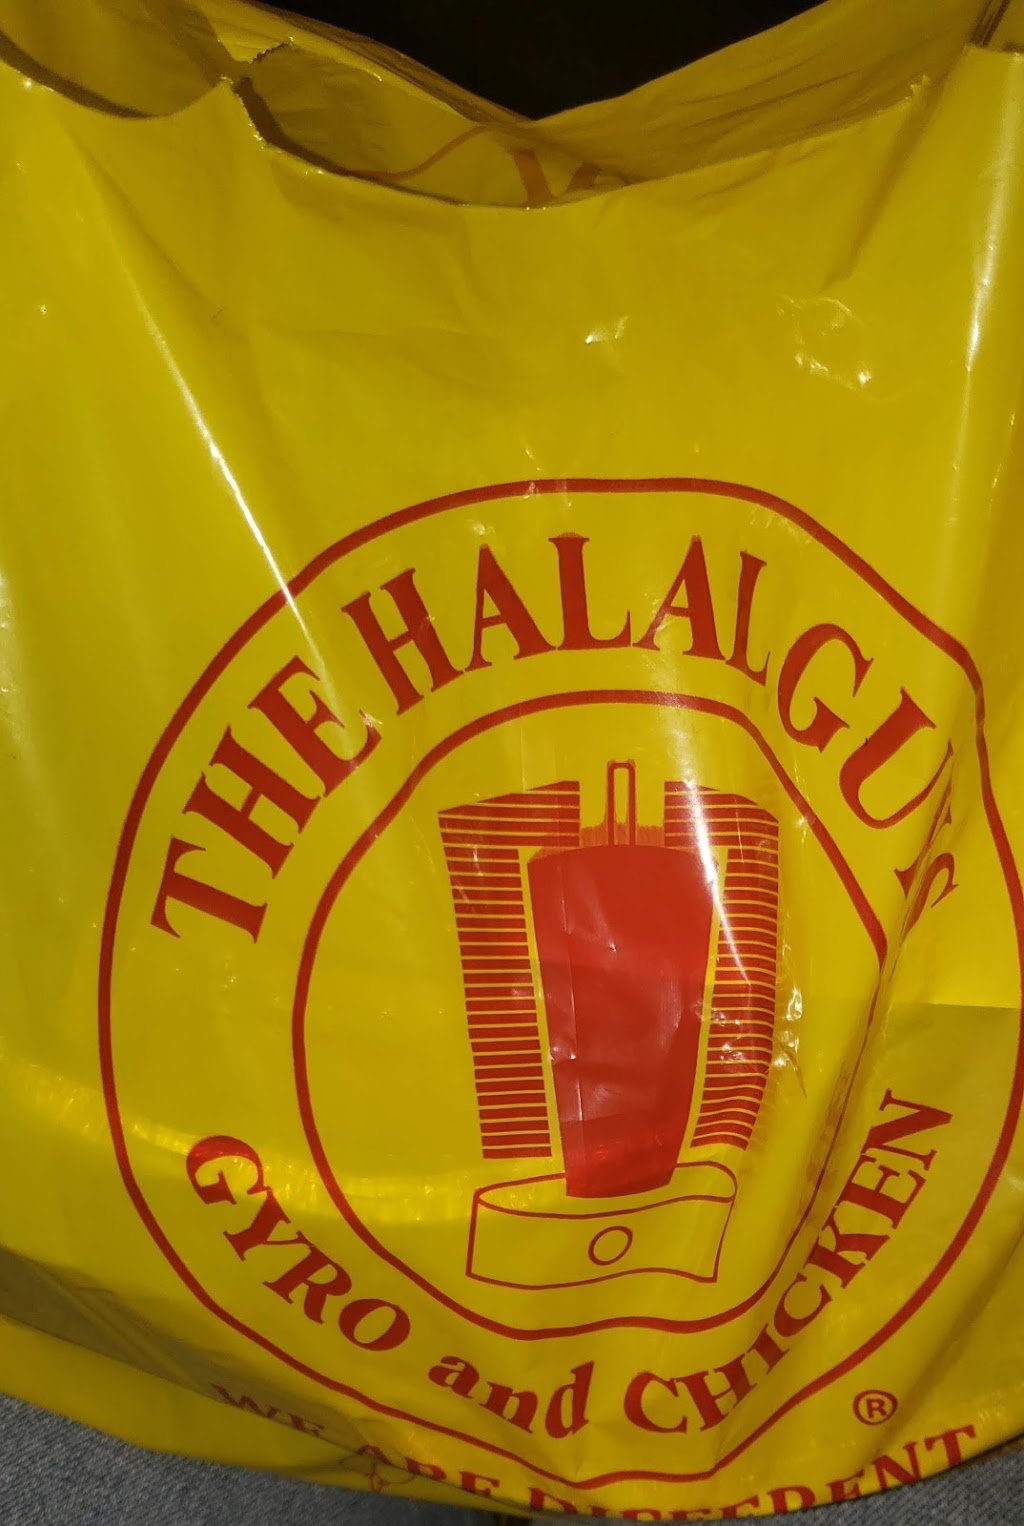 THE HALAL GUYS
GYRO and CHICKEN
®
WE ARE DIFFERENT